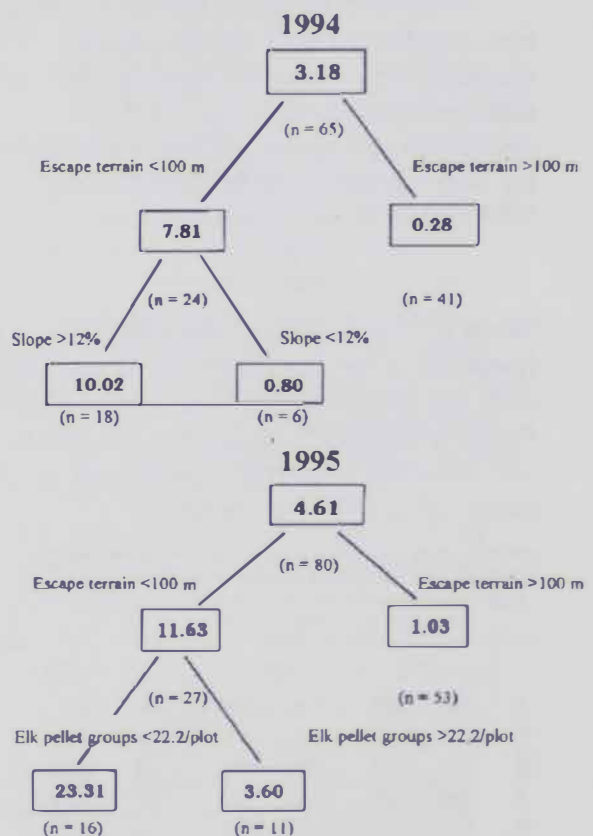 1994
3.18
(n = 65)
Escape terrain <100 m
Escape terrain >100 m
7.81
0.28
(n = 24)
(n = 41)
Slope >12%
Slope <12%
10.02
0.80
(n = 18)
(n = 6)
1995
4.61
(n = 80)
Escape terrain <100 m
Escape terrain >100 m
11.63
1.03
(n = 27)
(n = 53)
Elk pellet groups <22.2/plot
Elk pellet groups >22.2/plot
23.31
3.60
(n = 16)
(n = 11)